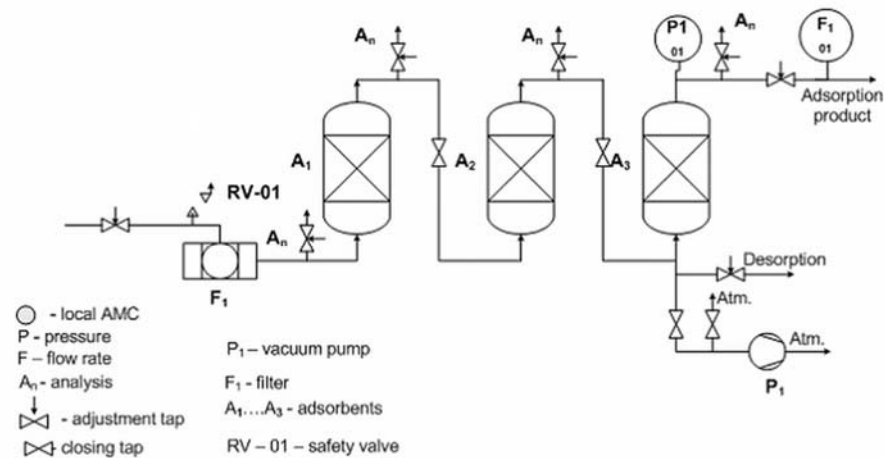 Aₙ
Aₙ
P1
01
Aₙ
F₁
01
Adsorption
product
A₁
A₂
A₃
RV-01
Aₙ
F₁
Desorption
Atm.
Atm.
P₁
- local AMC
P - pressure
F – flow rate
Aₙ - analysis
- adjustment tap
closing tap
P₁ – vacuum pump
F₁ - filter
A₁....A₃ - adsorbents
RV – 01 – safety valve